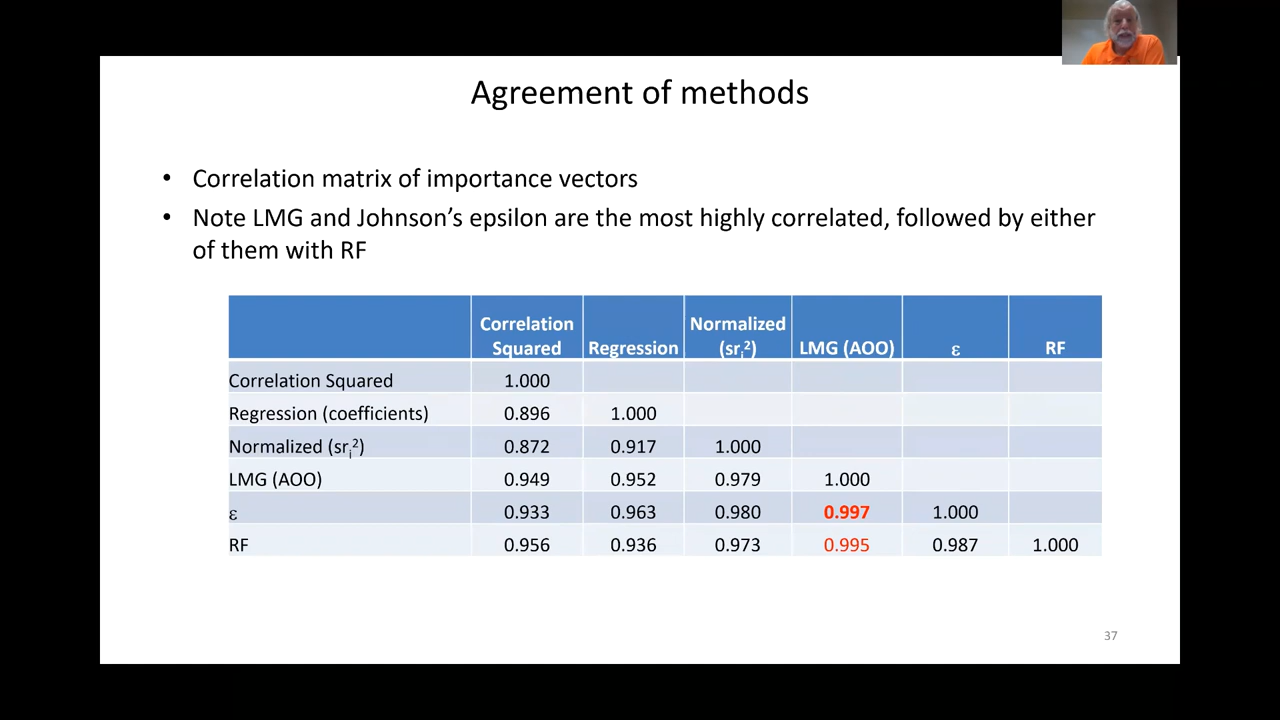 Agreement of methods
• Correlation matrix of importance vectors
• Note LMG and Johnson’s epsilon are the most highly correlated, followed by either
of them with RF
Correlation Squared Regression Normalized (srᵢ²) LMG (AOO) ε RF
Correlation Squared 1.000
Regression (coefficients) 0.896 1.000
Normalized (srᵢ²) 0.872 0.917 1.000
LMG (AOO) 0.949 0.952 0.979 1.000
ε 0.933 0.963 0.980 0.997 1.000
RF 0.956 0.936 0.973 0.995 0.987 1.000
37